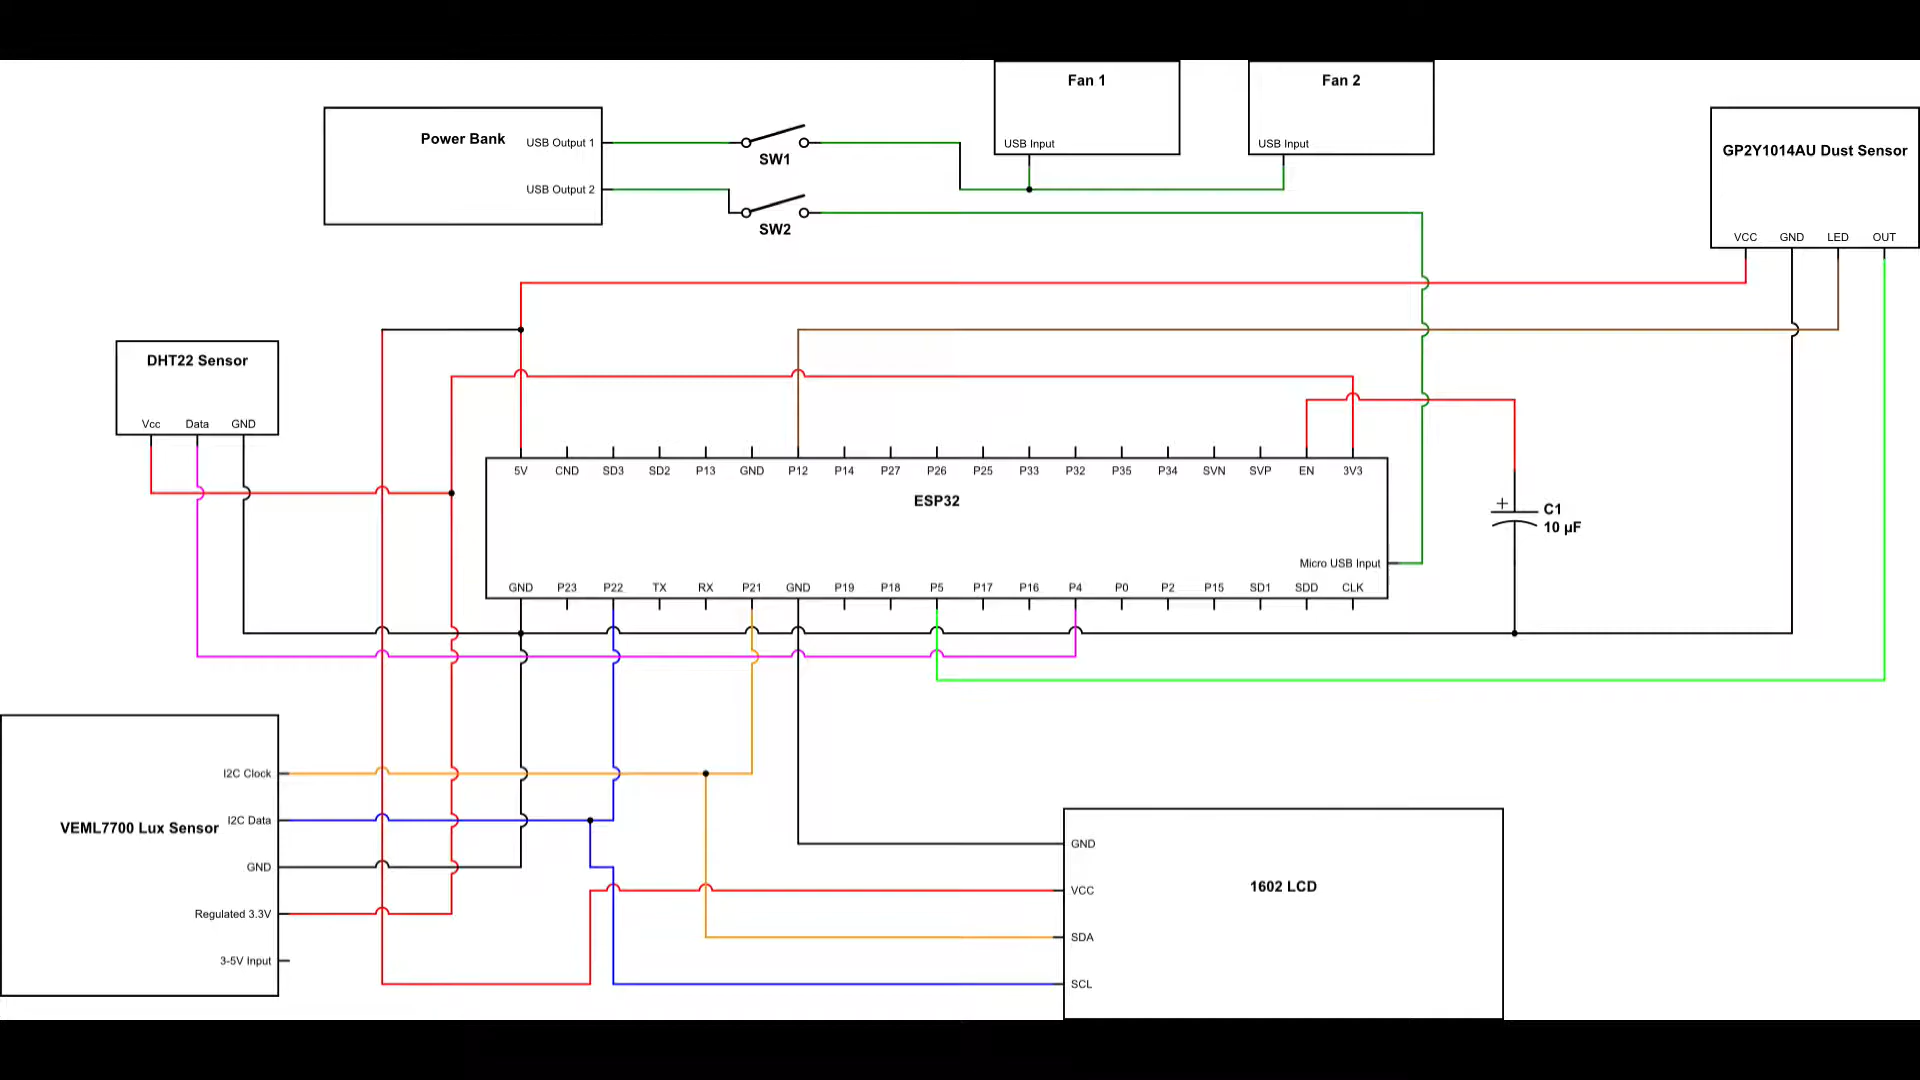 Fan 1
USB Input
Fan 2
USB Input
Power Bank
USB Output 1
USB Output 2
SW1
SW2
GP2Y1014AU Dust Sensor
VCC GND LED OUT
DHT22 Sensor
Vcc Data GND
5V CND SD3 SD2 P13 GND P12 P14 P27 P26 P25 P33 P32 P35 P34 SVN SVP EN 3V3
ESP32
Micro USB Input
GND P23 P22 TX RX P21 GND P19 P18 P5 P17 P16 P4 P0 P2 P15 SD1 SDD CLK
+
C1
10 µF
VEML7700 Lux Sensor
I2C Clock
I2C Data
GND
Regulated 3.3V
3-5V Input
1602 LCD
GND
VCC
SDA
SCL